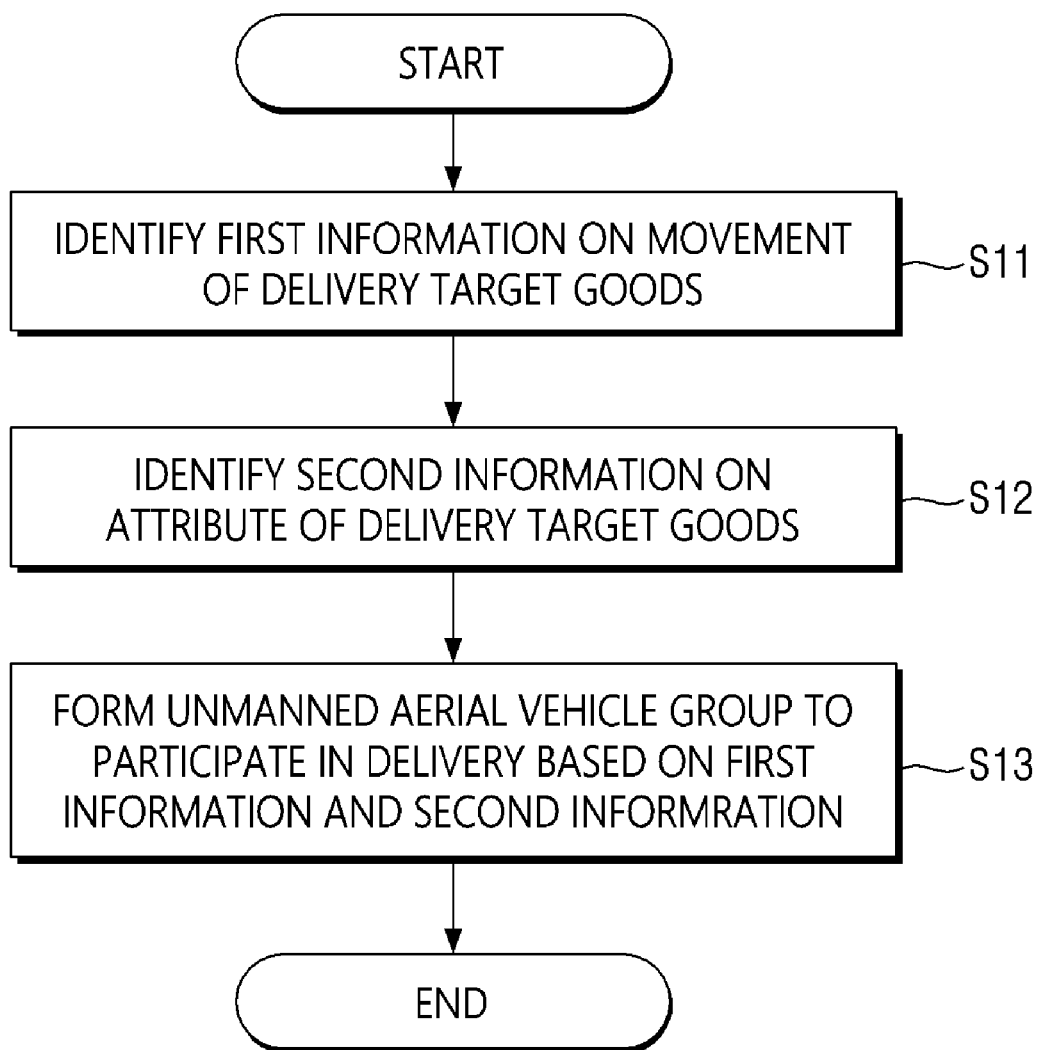 START
IDENTIFY FIRST INFORMATION ON MOVEMENT
OF DELIVERY TARGET GOODS
S11
IDENTIFY SECOND INFORMATION ON
ATTRIBUTE OF DELIVERY TARGET GOODS
S12
FORM UNMANNED AERIAL VEHICLE GROUP TO
PARTICIPATE IN DELIVERY BASED ON FIRST
INFORMATION AND SECOND INFORMRATION
S13
END